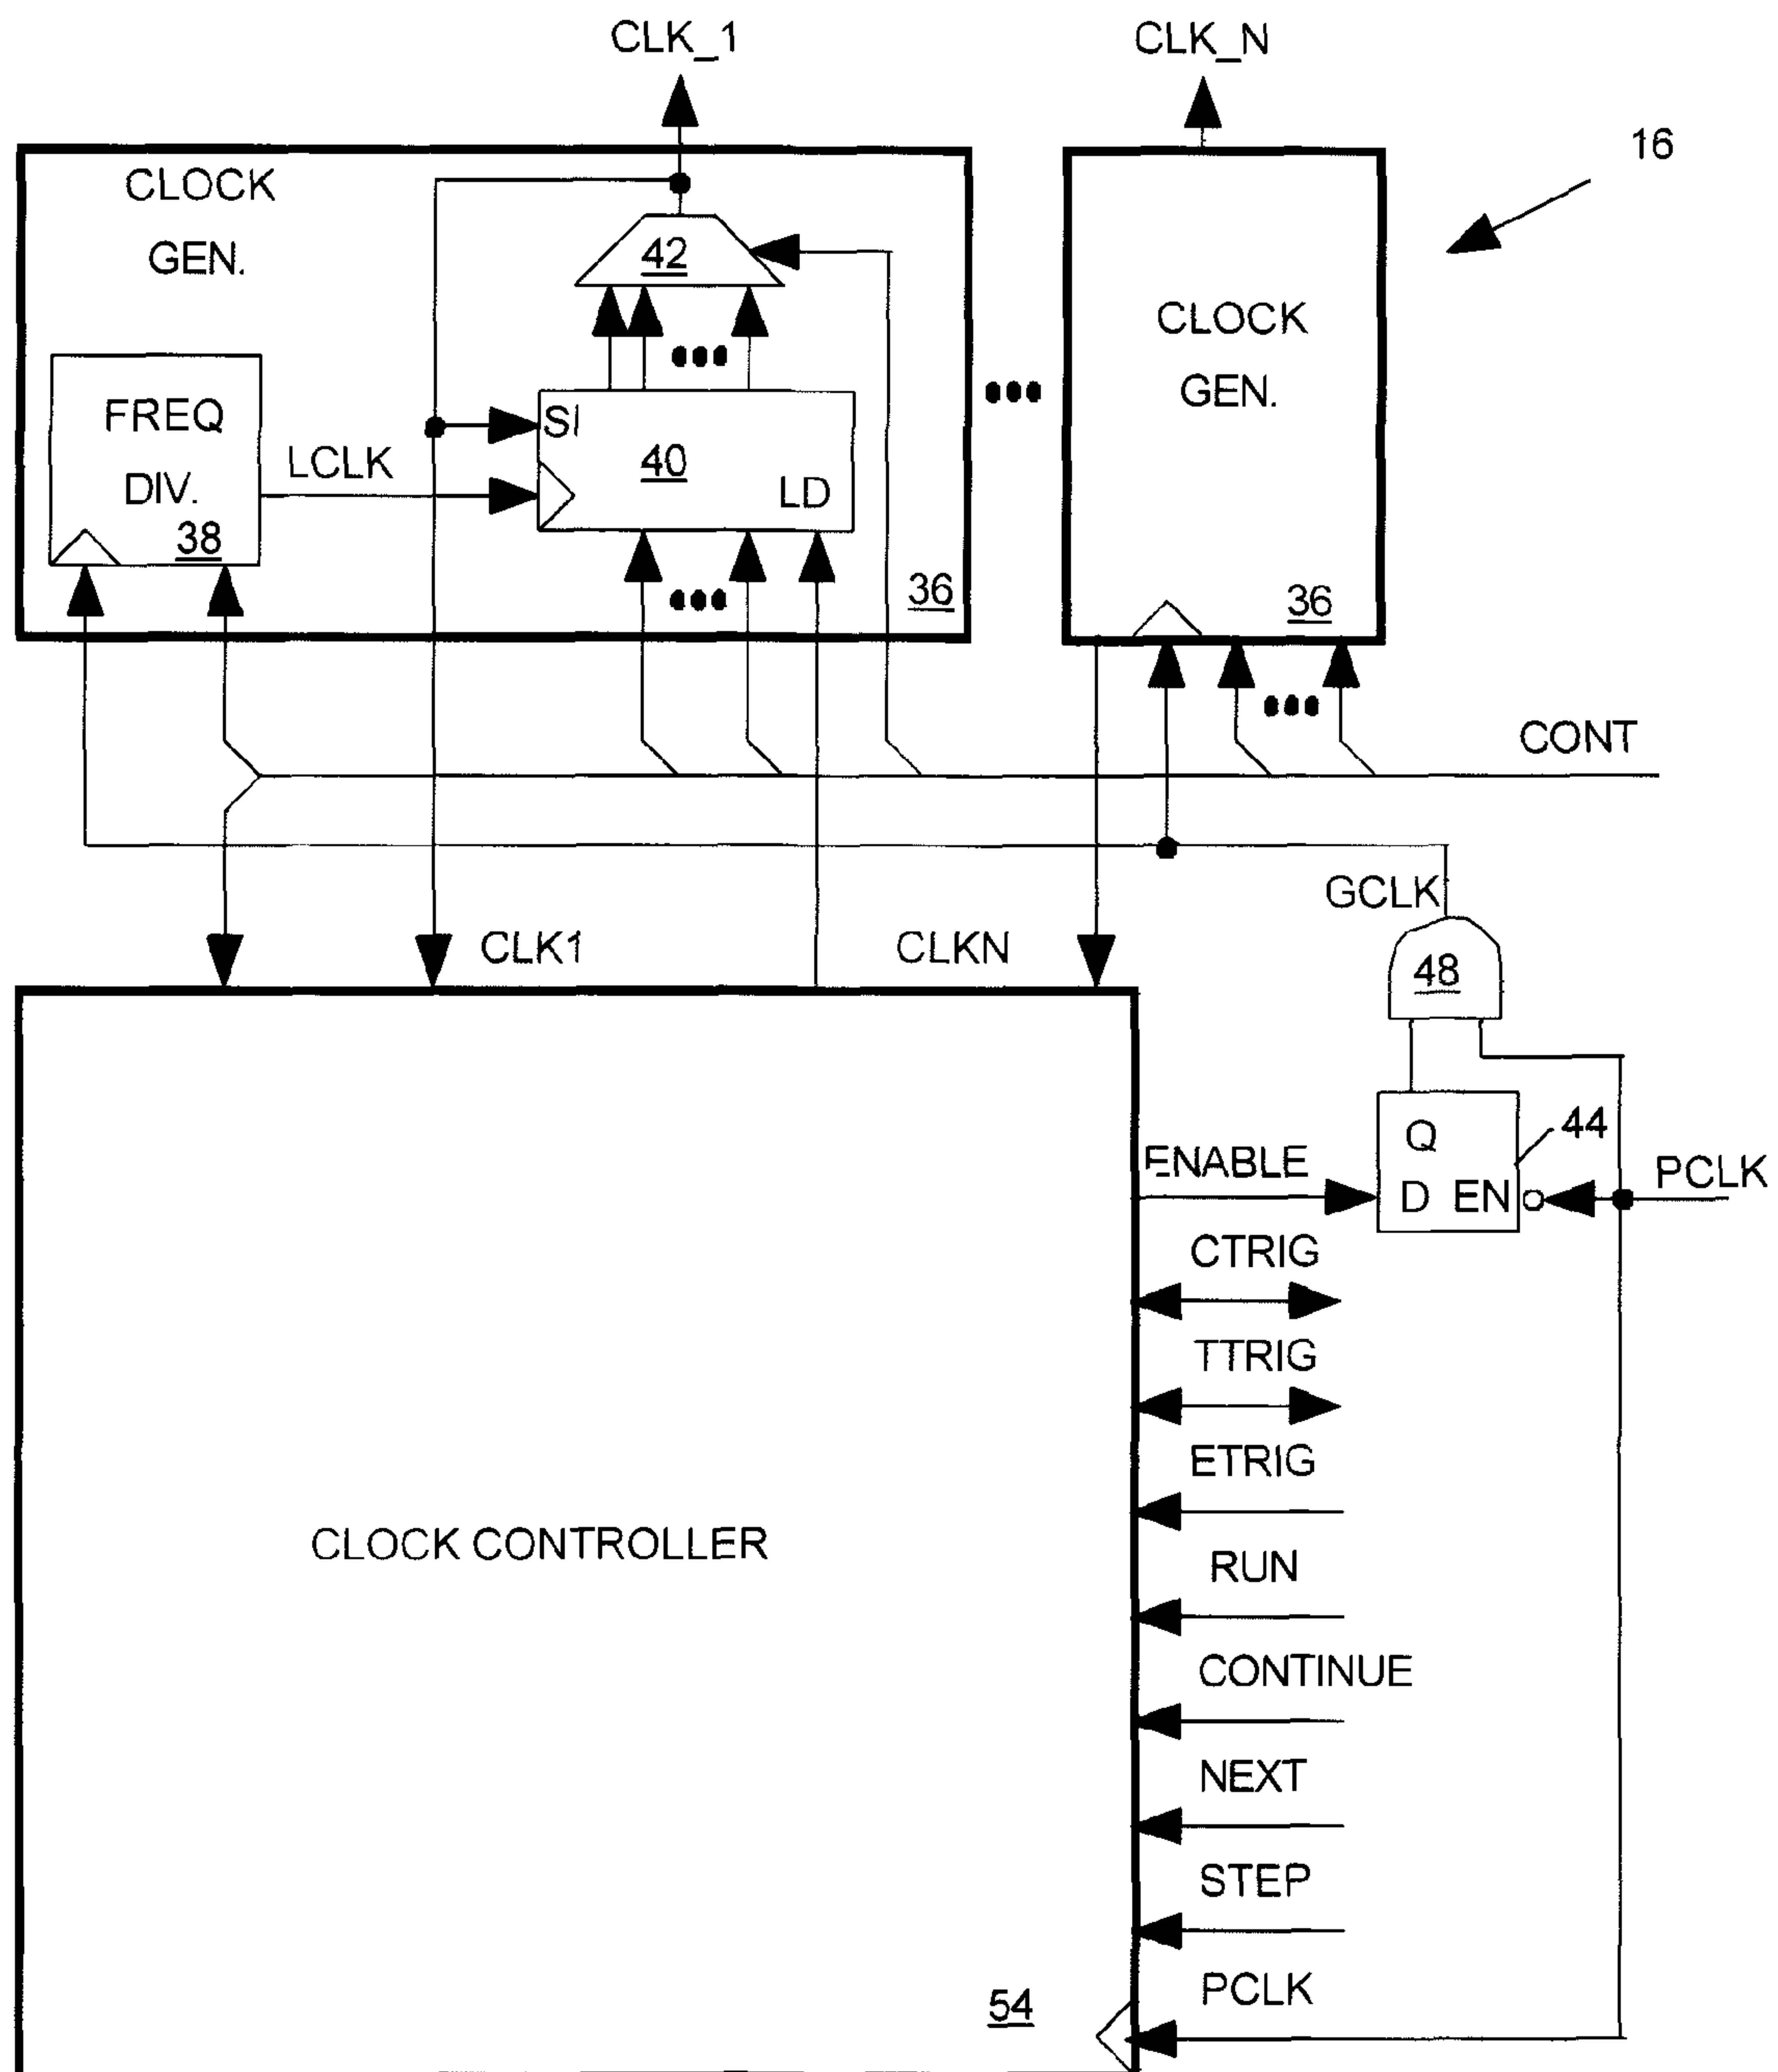 CLK_1
CLK_N
16
CLOCK
GEN.
42
CLOCK
GEN.
FREQ
DIV.
38
LCLK
SI
40
LD
36
36
CONT
GCLK
CLK1
CLKN
48
Q
44
D EN
ENABLE
PCLK
CTRIG
TTRIG
ETRIG
CLOCK CONTROLLER
RUN
CONTINUE
NEXT
STEP
PCLK
54